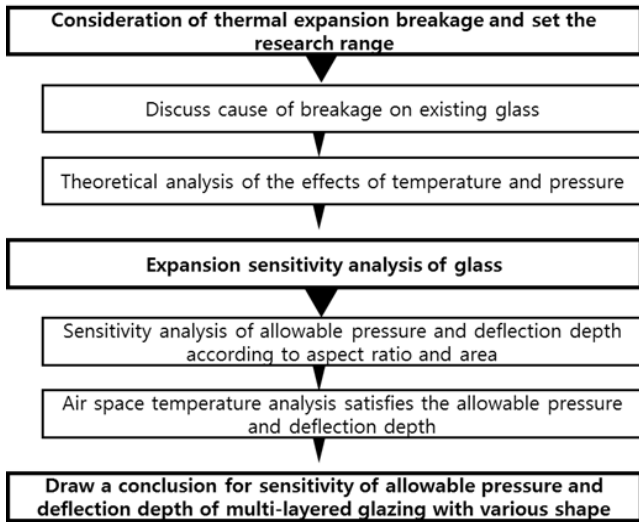 Consideration of thermal expansion breakage and set the
research range
Discuss cause of breakage on existing glass
Theoretical analysis of the effects of temperature and pressure
Expansion sensitivity analysis of glass
Sensitivity analysis of allowable pressure and deflection depth
according to aspect ratio and area
Air space temperature analysis satisfies the allowable pressure
and deflection depth
Draw a conclusion for sensitivity of allowable pressure and
deflection depth of multi-layered glazing with various shape